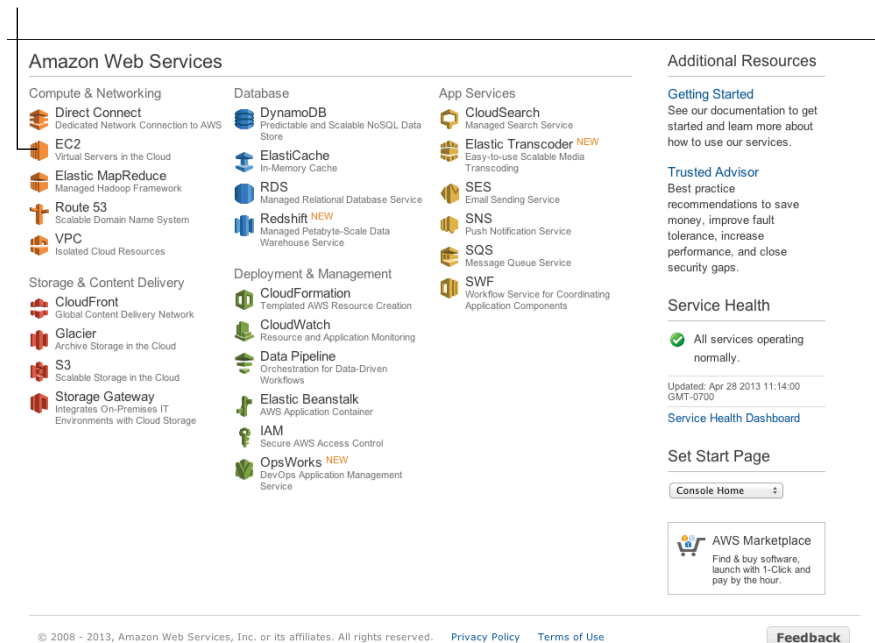 Amazon Web Services
Compute & Networking
Direct Connect
Dedicated Network Connection to AWS
EC2
Virtual Servers in the Cloud
Elastic MapReduce
Managed Hadoop Framework
Route 53
Scalable Domain Name System
VPC
Isolated Cloud Resources
Storage & Content Delivery
CloudFront
Global Content Delivery Network
Glacier
Archive Storage in the Cloud
S3
Scalable Storage in the Cloud
Storage Gateway
Integrates On-Premises IT
Environments with Cloud Storage
Database
DynamoDB
Predictable and Scalable NoSQL Data
Store
ElastiCache
In-Memory Cache
RDS
Managed Relational Database Service
Redshift NEW
Managed Petabyte-Scale Data
Warehouse Service
Deployment & Management
CloudFormation
Templated AWS Resource Creation
CloudWatch
Resource and Application Monitoring
Data Pipeline
Orchestration for Data-Driven
Workflows
Elastic Beanstalk
AWS Application Container
IAM
Secure AWS Access Control
OpsWorks NEW
DevOps Application Management
Service
App Services
CloudSearch
Managed Search Service
Elastic Transcoder NEW
Easy-to-use Scalable Media
Transcoding
SES
Email Sending Service
SNS
Push Notification Service
SQS
Message Queue Service
SWF
Workflow Service for Coordinating
Application Components
Additional Resources
Getting Started
See our documentation to get
started and learn more about
how to use our services.
Trusted Advisor
Best practice
recommendations to save
money, improve fault
tolerance, increase
performance, and close
security gaps.
Service Health
All services operating
normally.
Updated: Apr 28 2013 11:14:00
GMT-0700
Service Health Dashboard
Set Start Page
Console Home
AWS Marketplace
Find & buy software,
launch with 1-Click and
pay by the hour.
© 2008 - 2013, Amazon Web Services, Inc. or its affiliates. All rights reserved. Privacy Policy Terms of Use
Feedback